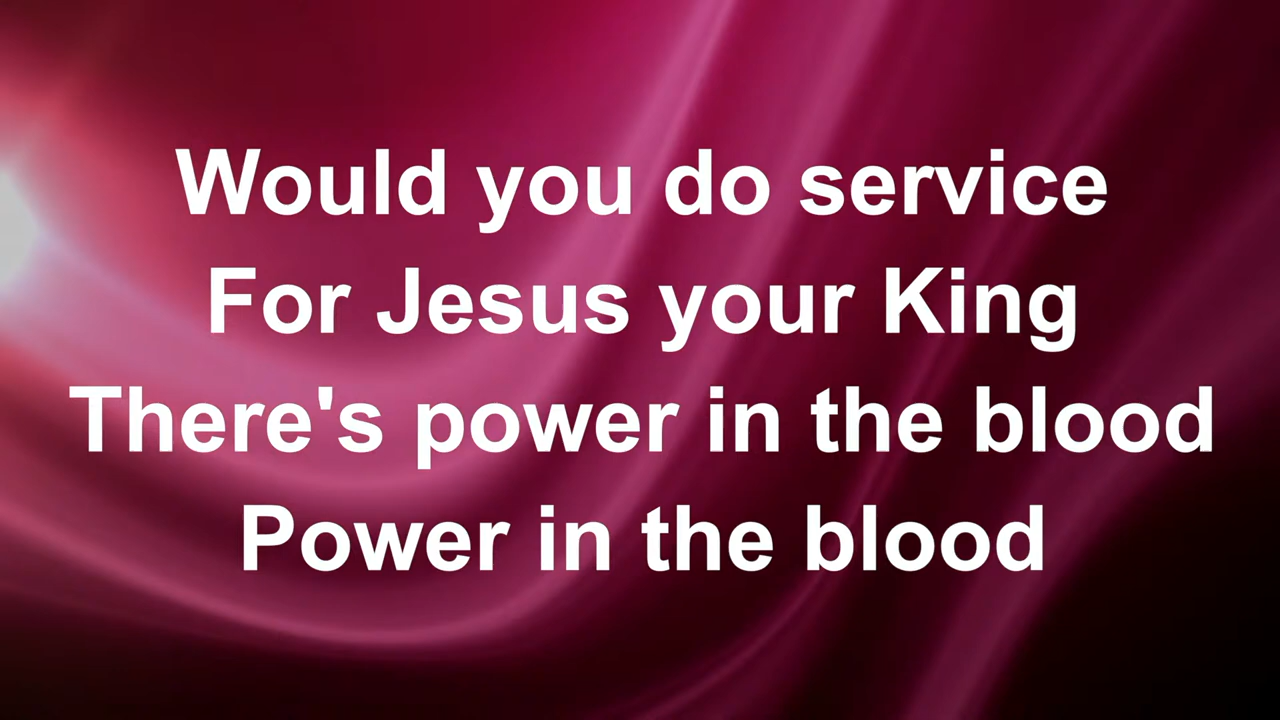 Would you do service
For Jesus your King
There's power in the blood
Power in the blood